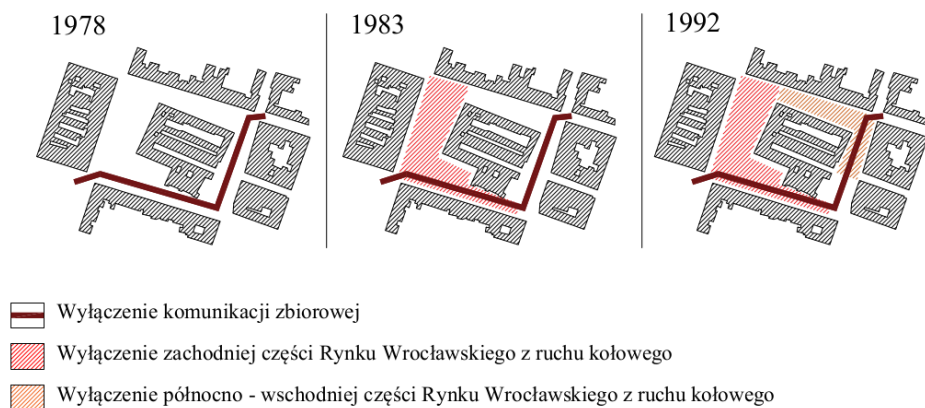 1978
1983
1992
Wyłączenie komunikacji zbiorowej
Wyłączenie zachodniej części Rynku Wrocławskiego z ruchu kołowego
Wyłączenie północno - wschodniej części Rynku Wrocławskiego z ruchu kołowego